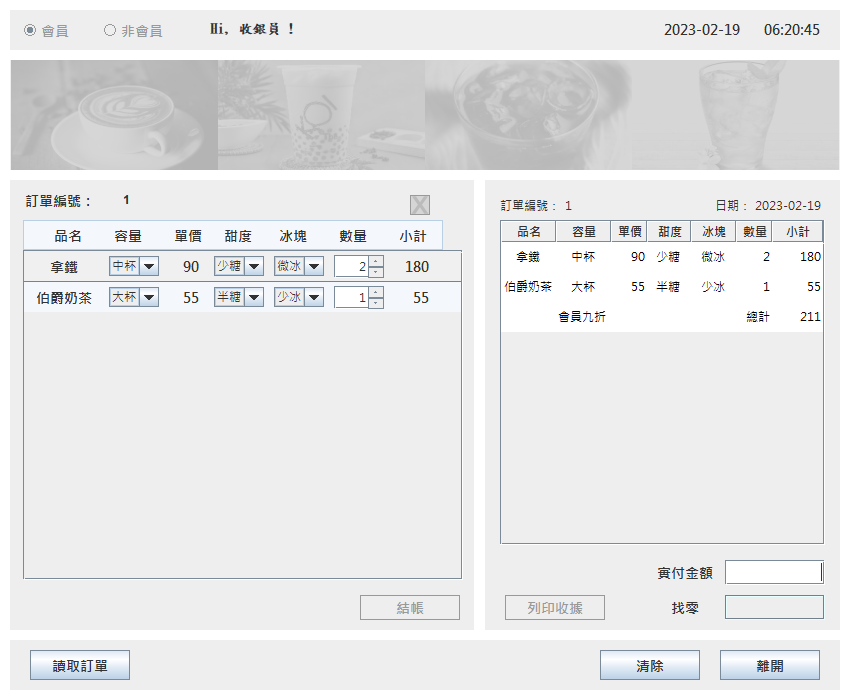 會員 非會員 Hi, 收銀員！ 2023-02-19 06:20:45
訂單編號： 1
X
品名 容量 單價 甜度 冰塊 數量 小計
拿鐵 中杯 90 少糖 微冰 2 180
伯爵奶茶 大杯 55 半糖 少冰 1 55
結帳
訂單編號： 1 日期： 2023-02-19
品名 容量 單價 甜度 冰塊 數量 小計
拿鐵 中杯 90 少糖 微冰 2 180
伯爵奶茶 大杯 55 半糖 少冰 1 55
會員九折 總計 211
實付金額
列印收據 找零
讀取訂單 清除 離開